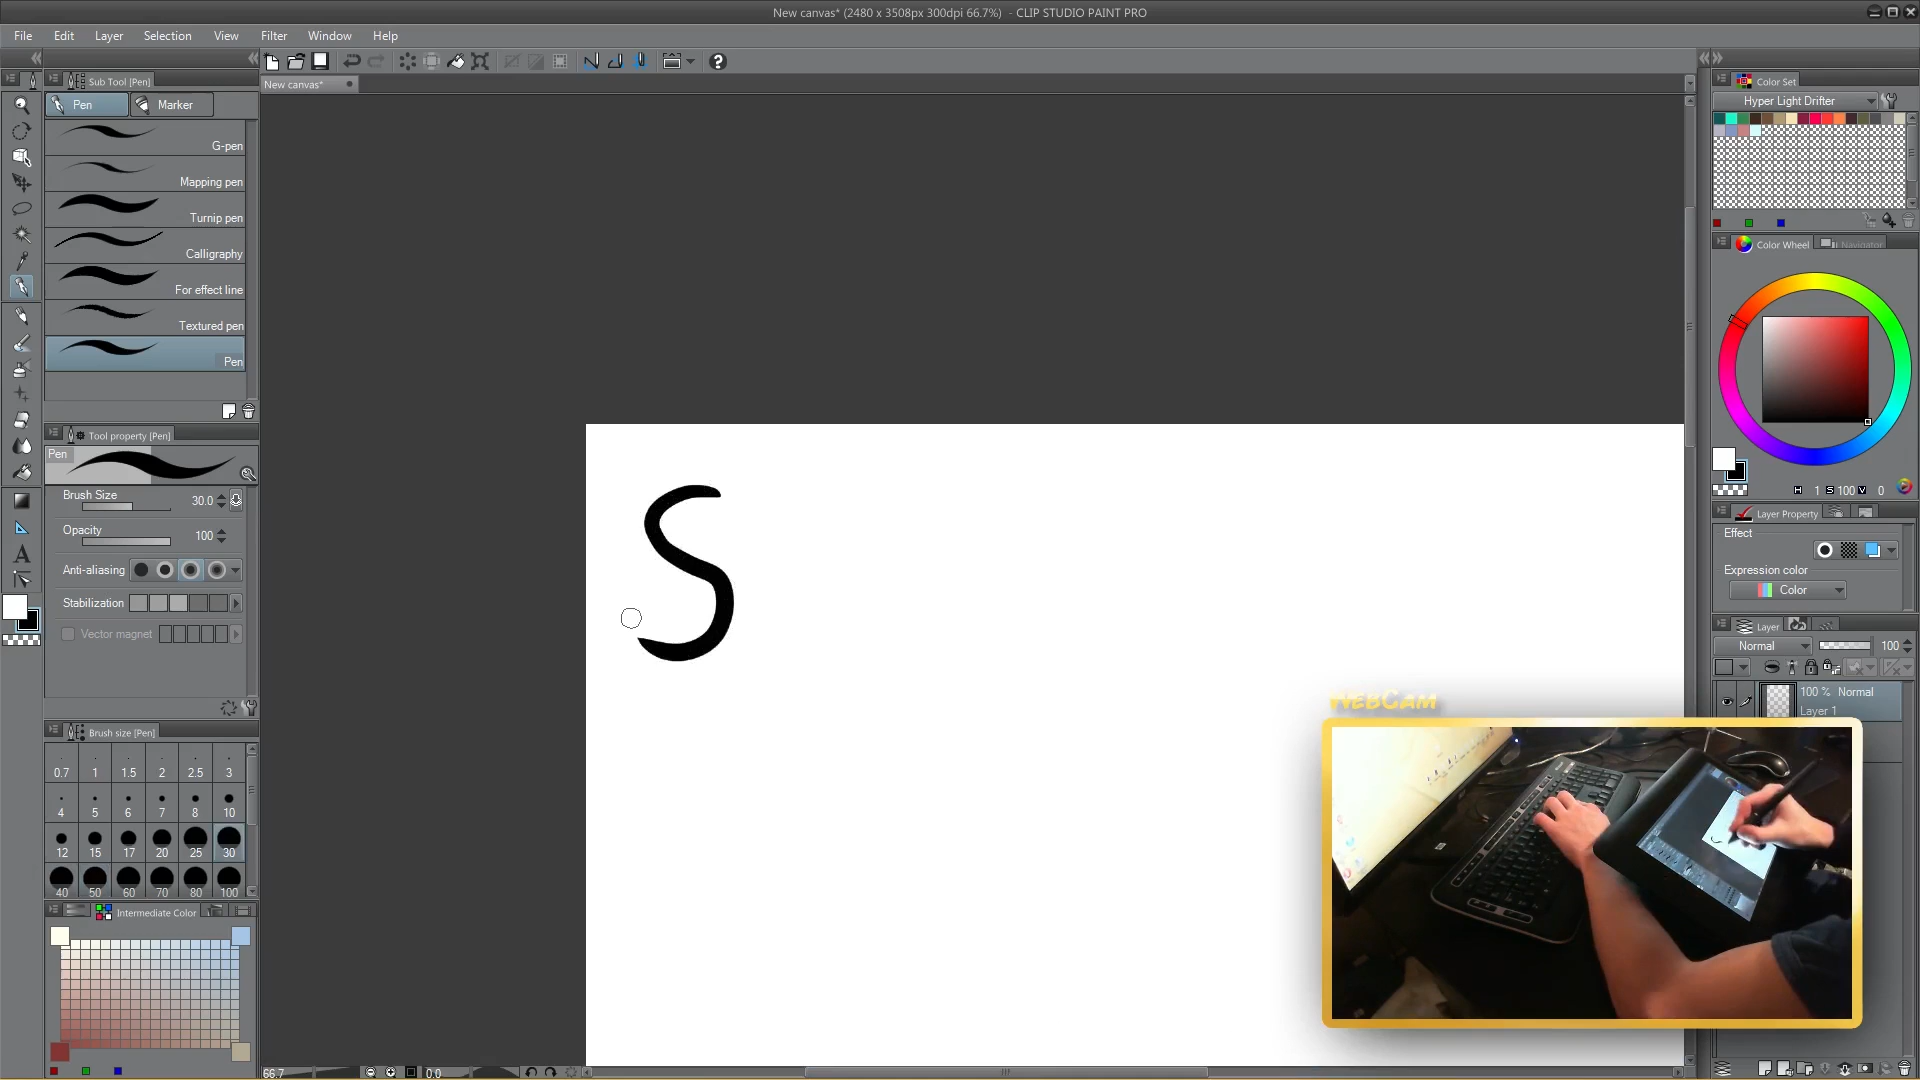 New canvas* (2480 x 3508px 300dpi 66.7%) - CLIP STUDIO PAINT PRO
File Edit Layer Selection View Filter Window Help
Sub Tool [Pen]
New canvas*
Color Set
Pen Marker
Hyper Light Drifter
G-pen
Mapping pen
Turnip pen
Calligraphy
For effect line
Textured pen
Pen
Color Wheel Navigator
Tool property [Pen]
Pen
Brush Size 30.0
Opacity 100
Anti-aliasing
Stabilization
Vector magnet
H 1 S 100 V 0
Layer Property
Effect
Expression color
Color
Layer
Normal 100
100 % Normal
Layer 1
S
WebCam
Brush size [Pen]
0.7 1 1.5 2 2.5 3
4 5 6 7 8 10
12 15 17 20 25 30
40 50 60 70 80 100
Intermediate Color
66.7 0.0